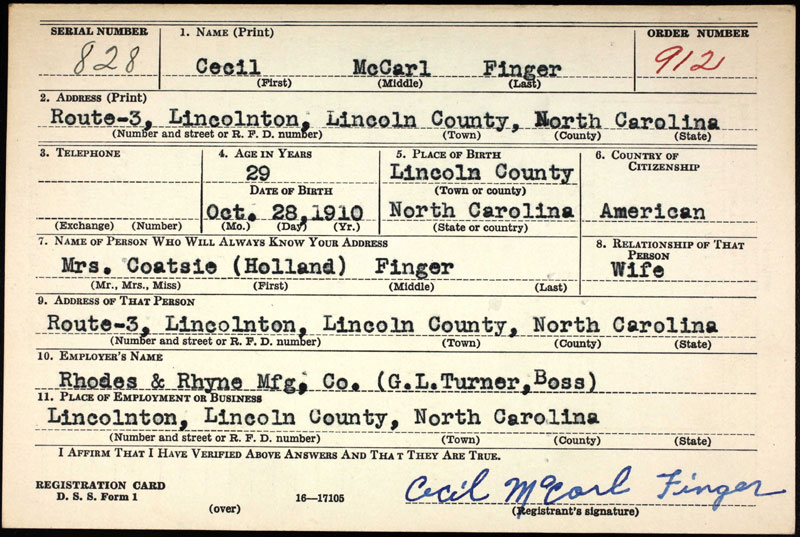 SERIAL NUMBER 1. NAME (Print) ORDER NUMBER
828 Cecil McCarl Finger 912
(First) (Middle) (Last)
2. ADDRESS (Print)
Route-3, Lincolnton, Lincoln County, North Carolina
(Number and street or R. F. D. number) (Town) (County) (State)
3. TELEPHONE 4. AGE IN YEARS 5. PLACE OF BIRTH 6. COUNTRY OF CITIZENSHIP
29 Lincoln County
DATE OF BIRTH (Town or county)
Oct. 28,1910 North Carolina American
(Exchange) (Number) (Mo.) (Day) (Yr.) (State or country)
7. NAME OF PERSON WHO WILL ALWAYS KNOW YOUR ADDRESS 8. RELATIONSHIP OF THAT PERSON
Mrs. Coatsie (Holland) Finger Wife
(Mr., Mrs., Miss) (First) (Middle) (Last)
9. ADDRESS OF THAT PERSON
Route-3, Lincolnton, Lincoln County, North Carolina
(Number and street or R. F. D. number) (Town) (County) (State)
10. EMPLOYER'S NAME
Rhodes & Rhyne Mfg, Co. (G.L.Turner,Boss)
11. PLACE OF EMPLOYMENT OR BUSINESS
Lincolnton, Lincoln County, North Carolina
(Number and street or R. F. D. number) (Town) (County) (State)
I AFFIRM THAT I HAVE VERIFIED ABOVE ANSWERS AND THAT THEY ARE TRUE.
REGISTRATION CARD
D. S. S. Form 1 16—17105 Cecil McCarl Finger
(over) (Registrant's signature)